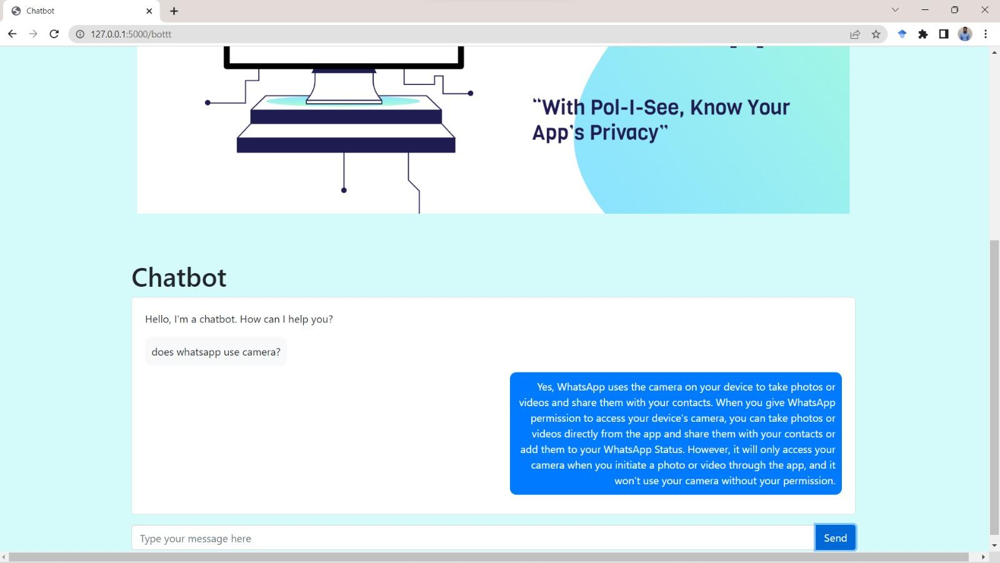 Chatbot
127.0.0.1:5000/bottt
“With Pol-I-See, Know Your
App's Privacy”
Chatbot
Hello, I'm a chatbot. How can I help you?
does whatsapp use camera?
Yes, WhatsApp uses the camera on your device to take photos or
videos and share them with your contacts. When you give WhatsApp
permission to access your device's camera, you can take photos or
videos directly from the app and share them with your contacts or
add them to your WhatsApp Status. However, it will only access your
camera when you initiate a photo or video through the app, and it
won't use your camera without your permission.
Type your message here
Send